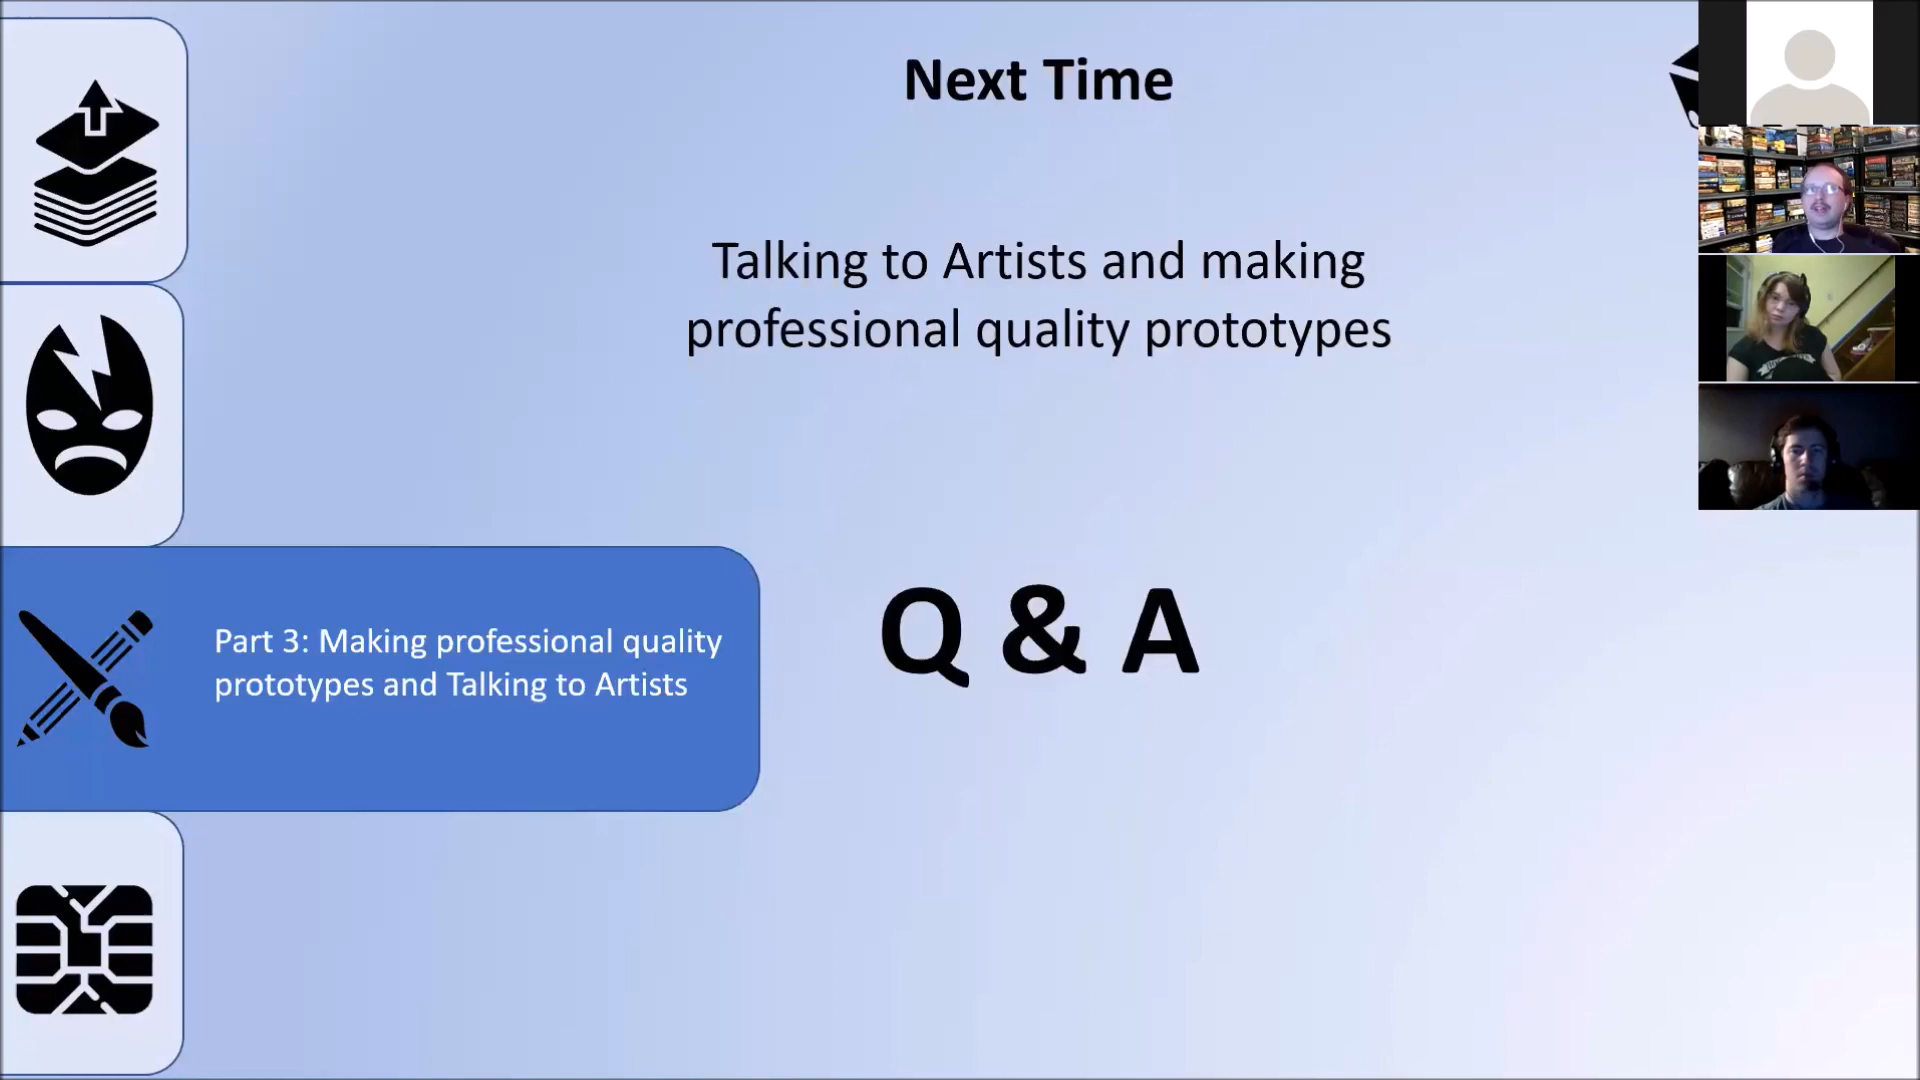 Next Time
Talking to Artists and making
professional quality prototypes
Q & A
Part 3: Making professional quality
prototypes and Talking to Artists